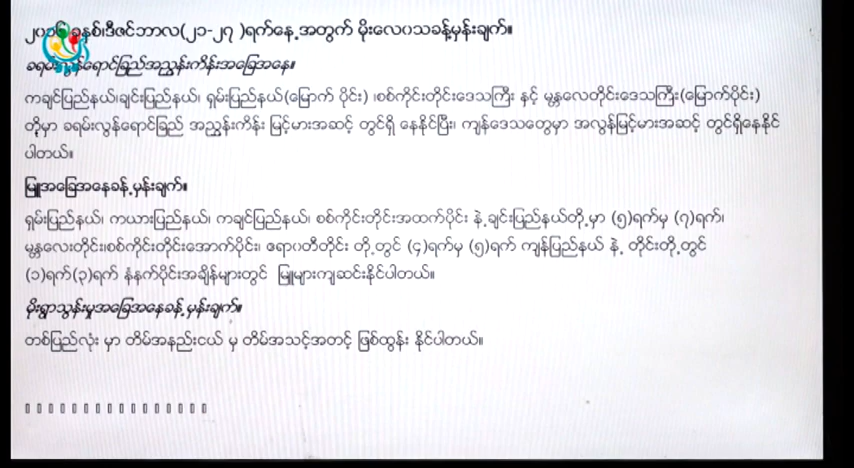 ခုနှစ်၊ဒီဇင်ဘာလ(၂၁-၂၇ )ရက်နေ့အတွက် မိုးလေဝသခန့်မှန်းချက်။
ခရမ်းလွန်ရောင်ခြည်အညွှန်းကိန်းအခြေအနေ။
ကချင်ပြည်နယ်၊ချင်းပြည်နယ်၊ ရှမ်းပြည်နယ်(မြောက် ပိုင်း) ၊စစ်ကိုင်းတိုင်းဒေသကြီး နှင့် မန္တလေတိုင်းဒေသကြီး(မြောက်ပိုင်း)
တို့မှာ ခရမ်းလွန်ရောင်ခြည် အညွှန်းကိန်း မြင့်မားအဆင့် တွင်ရှိ နေနိုင်ပြီး၊ ကျန်ဒေသတွေမှာ အလွန်မြင့်မားအဆင့် တွင်ရှိနေနိုင်
ပါတယ်။
မြူအခြေအနေခန့်မှန်းချက်။
ရှမ်းပြည်နယ်၊ ကယားပြည်နယ်၊ ကချင်ပြည်နယ်၊ စစ်ကိုင်းတိုင်းအထက်ပိုင်း နဲ့ချင်းပြည်နယ်တို့မှာ (၅)ရက်မှ (၇)ရက်၊
မန္တလေးတိုင်း၊စစ်ကိုင်းတိုင်းအောက်ပိုင်း၊ ဧရာဝတီတိုင်း တို့တွင် (၄)ရက်မှ (၅)ရက် ကျန်ပြည်နယ် နဲ့ တိုင်းတို့တွင်
(၁)ရက်(၃)ရက် နံနက်ပိုင်းအချိန်များတွင် မြူများကျဆင်းနိုင်ပါတယ်။
မိုးရွာသွန်းမှုအခြေအနေခန့်မှန်းချက်။
တစ်ပြည်လုံး မှာ တိမ်အနည်းငယ် မှ တိမ်အသင့်အတင့် ဖြစ်ထွန်း နိုင်ပါတယ်။